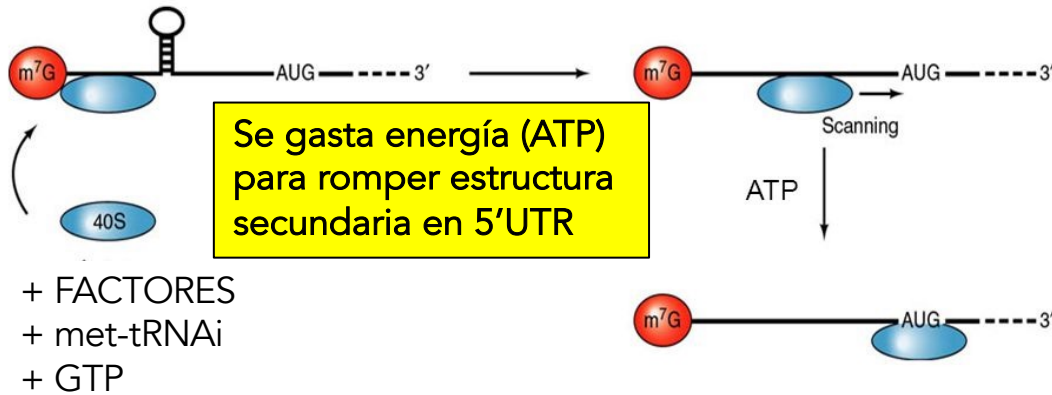 m⁷G AUG 3′
m⁷G AUG 3′
Scanning
Se gasta energía (ATP)
para romper estructura
secundaria en 5’UTR
ATP
40S
+ FACTORES
+ met-tRNAi
+ GTP
m⁷G AUG 3′